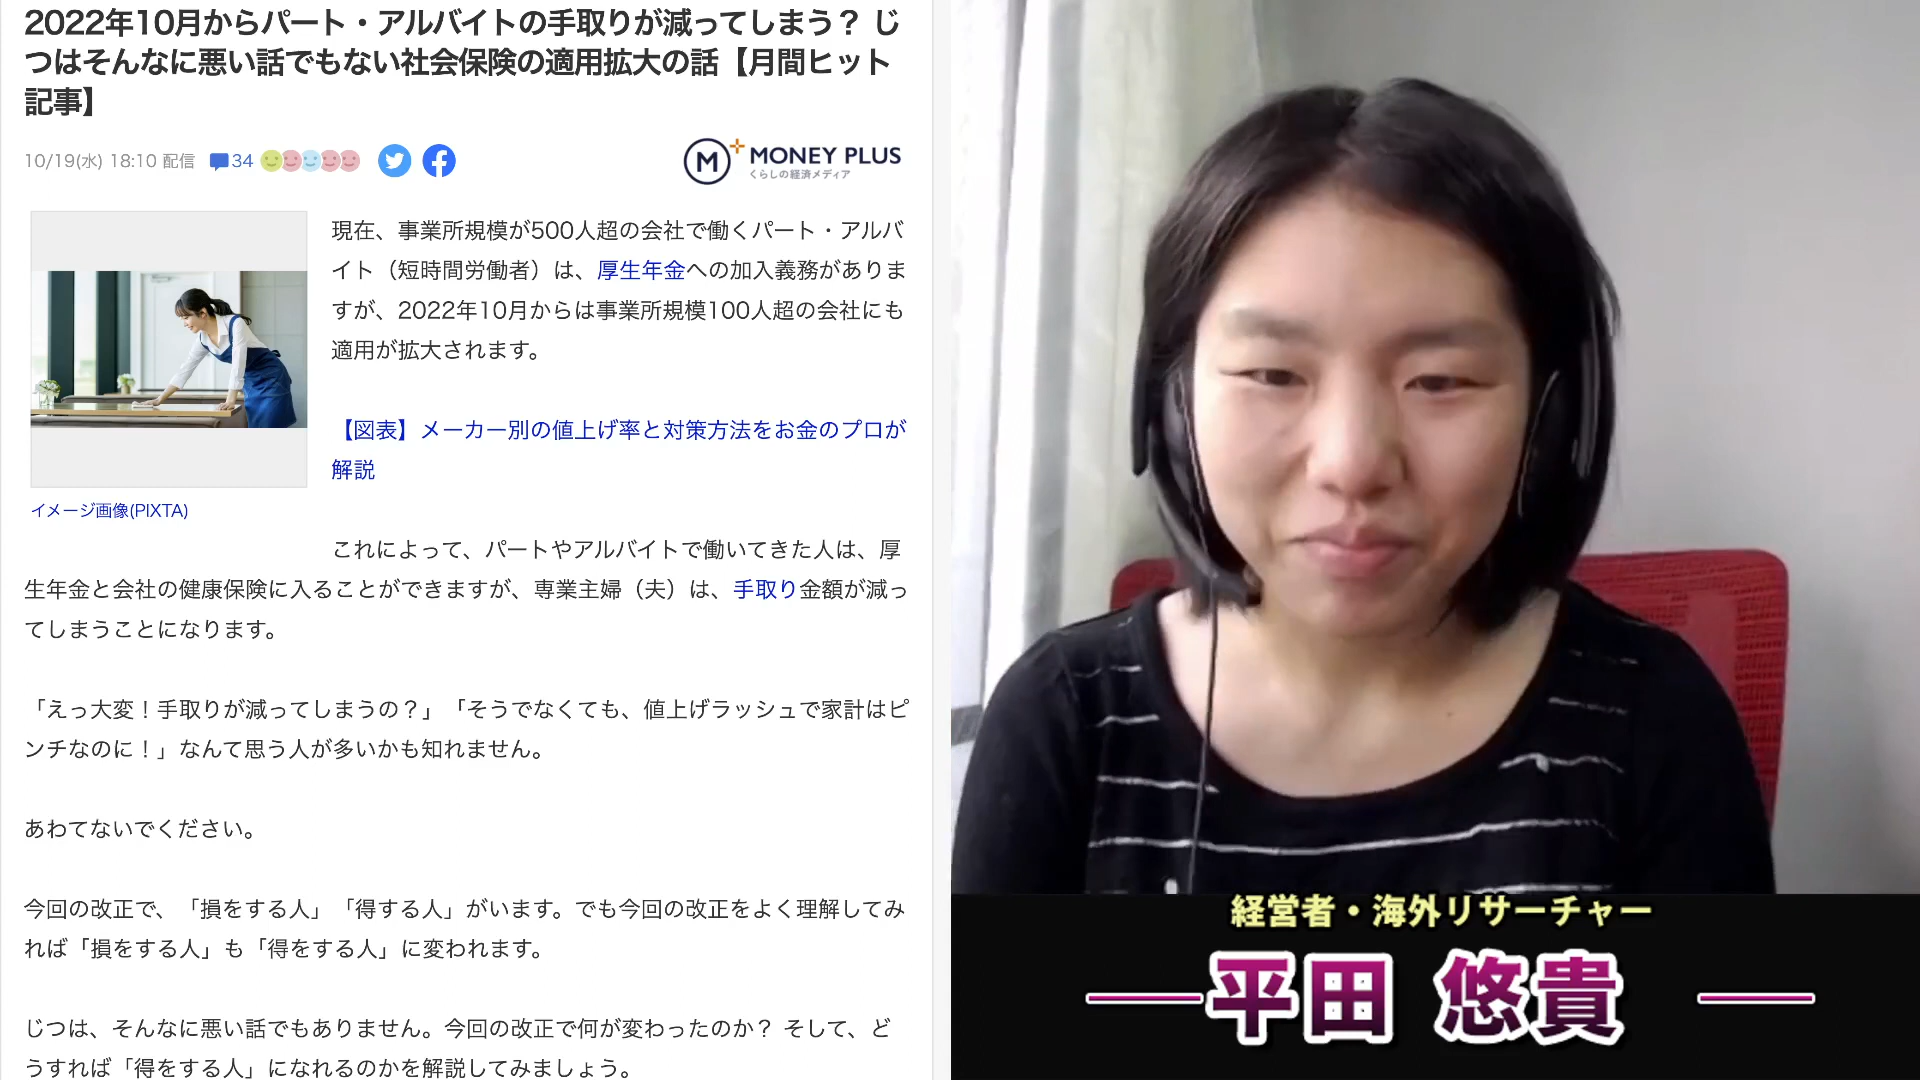 2022年10月からパート・アルバイトの手取りが減ってしまう？ じ
つはそんなに悪い話でもない社会保険の適用拡大の話【月間ヒット
記事】
10/19(水) 18:10 配信 34
M MONEY PLUS
くらしの経済メディア
現在、事業所規模が500人超の会社で働くパート・アルバ
イト（短時間労働者）は、厚生年金への加入義務がありま
すが、2022年10月からは事業所規模100人超の会社にも
適用が拡大されます。
【図表】メーカー別の値上げ率と対策方法をお金のプロが
解説
イメージ画像(PIXTA)
これによって、パートやアルバイトで働いてきた人は、厚
生年金と会社の健康保険に入ることができますが、専業主婦（夫）は、手取り金額が減っ
てしまうことになります。
「えっ大変！手取りが減ってしまうの？」「そうでなくても、値上げラッシュで家計はピ
ンチなのに！」なんて思う人が多いかも知れません。
あわてないでください。
今回の改正で、「損をする人」「得する人」がいます。でも今回の改正をよく理解してみ
れば「損をする人」も「得をする人」に変われます。
じつは、そんなに悪い話でもありません。今回の改正で何が変わったのか？ そして、ど
うすれば「得をする人」になれるのかを解説してみましょう。
経営者・海外リサーチャー
平田 悠貴